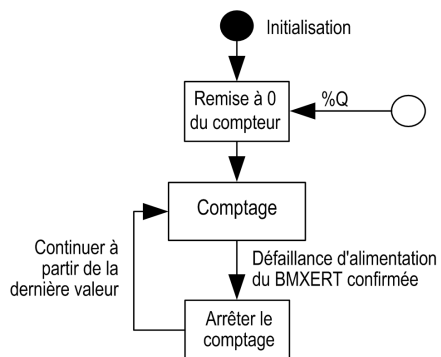 Initialisation
Remise à 0
du compteur
%Q
Comptage
Continuer à
partir de la
dernière valeur
Défaillance d'alimentation
du BMXERT confirmée
Arrêter le
comptage